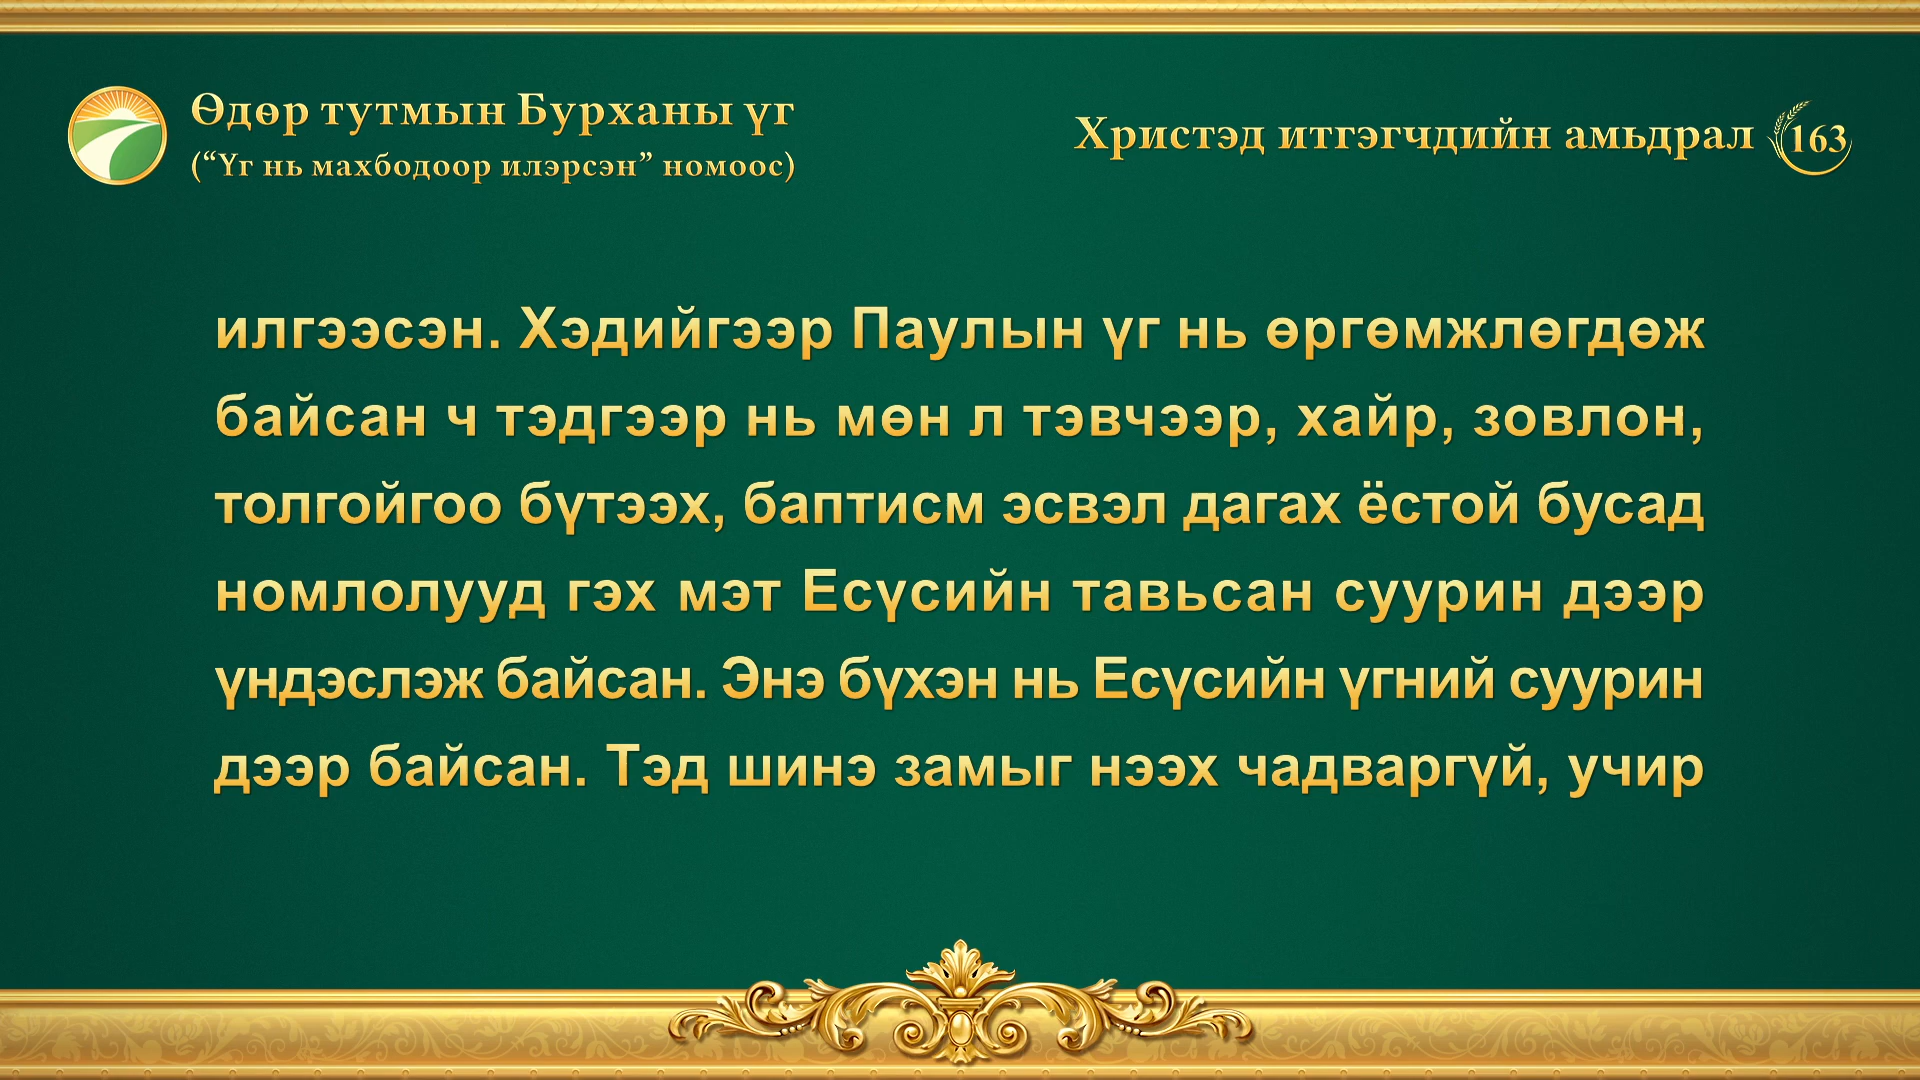 Өдөр тутмын Бурханы үг
(“Үг нь махбодоор илэрсэн” номоос)
Христэд итгэгчдийн амьдрал 163
илгээсэн. Хэдийгээр Паулын үг нь өргөмжлөгдөж
байсан ч тэдгээр нь мөн л тэвчээр, хайр, зовлон,
толгойгоо бүтээх, баптисм эсвэл дагах ёстой бусад
номлолууд гэх мэт Есүсийн тавьсан суурин дээр
үндэслэж байсан. Энэ бүхэн нь Есүсийн үгний суурин
дээр байсан. Тэд шинэ замыг нээх чадваргүй, учир